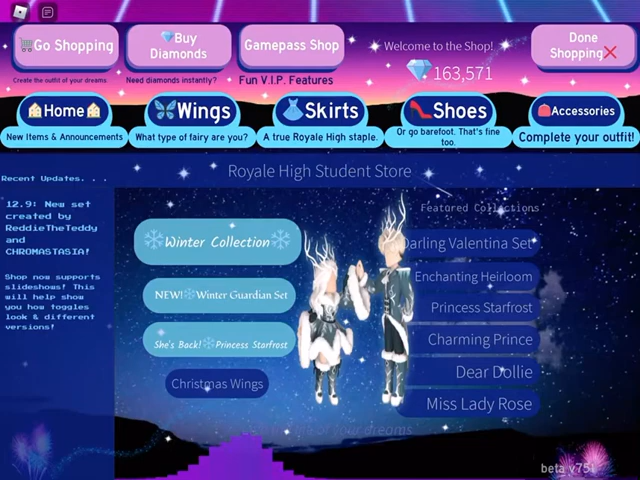 Go Shopping
Create the outfit of your dreams.
Buy
Diamonds
Need diamonds instantly?
Gamepass Shop
Fun V.I.P. Features
Welcome to the Shop!
163,571
Done
Shopping
Home
New Items & Announcements
Wings
What type of fairy are you?
Skirts
A true Royale High staple.
Shoes
Or go barefoot. That's fine
too.
Accessories
Complete your outfit!
Royale High Student Store
Recent Updates. . .
12.9: New set
created by
ReddieTheTeddy
and
CHROMASTASIA!
Shop now supports
slideshows! This
will help show
you how toggles
look & different
versions!
Winter Collection
NEW! Winter Guardian Set
She's Back! Princess Starfrost
Christmas Wings
Featured Collections
Darling Valentina Set
Enchanting Heirloom
Princess Starfrost
Charming Prince
Dear Dollie
Miss Lady Rose
of your dreams
beta v751